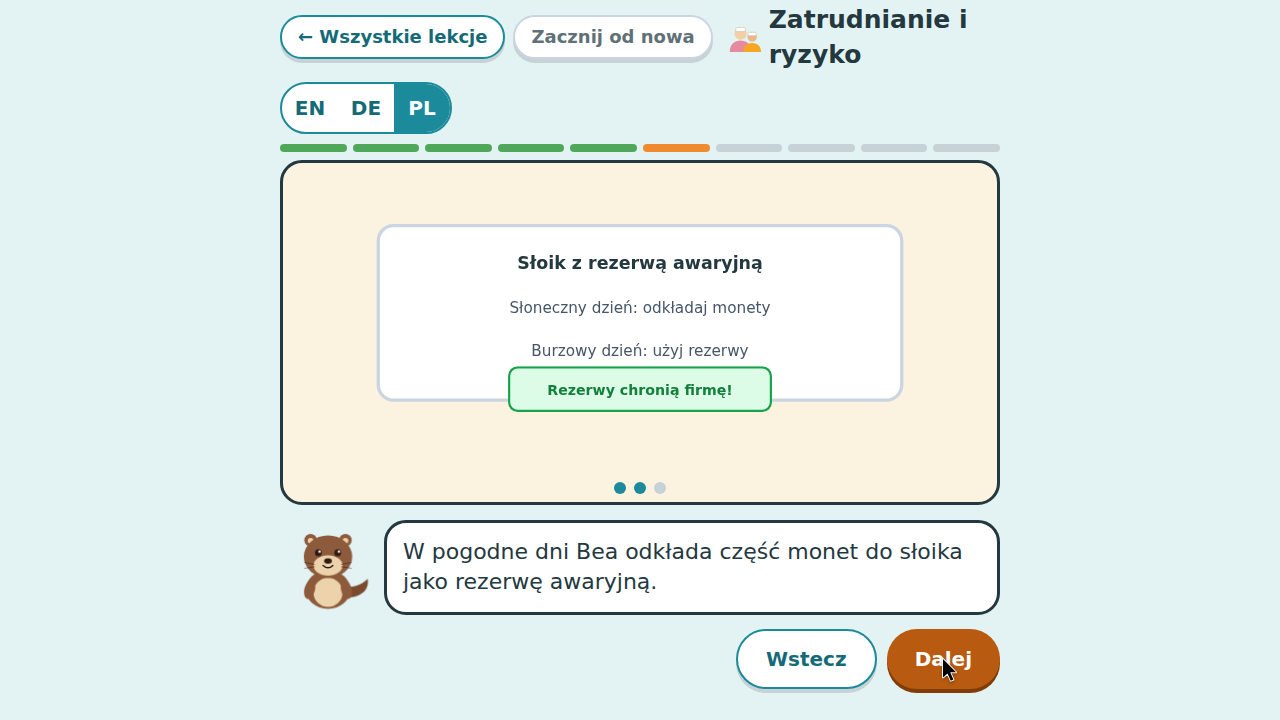 ← Wszystkie lekcje
Zacznij od nowa
Zatrudnianie i
ryzyko
EN DE PL
Słoik z rezerwą awaryjną
Słoneczny dzień: odkładaj monety
Burzowy dzień: użyj rezerwy
Rezerwy chronią firmę!
W pogodne dni Bea odkłada część monet do słoika
jako rezerwę awaryjną.
Wstecz
Dalej